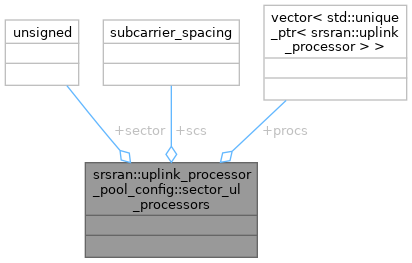 unsigned
subcarrier_spacing
vector< std::unique
_ptr< srsran::uplink
_processor > >
+sector
+scs
+procs
srsran::uplink_processor
_pool_config::sector_ul
_processors